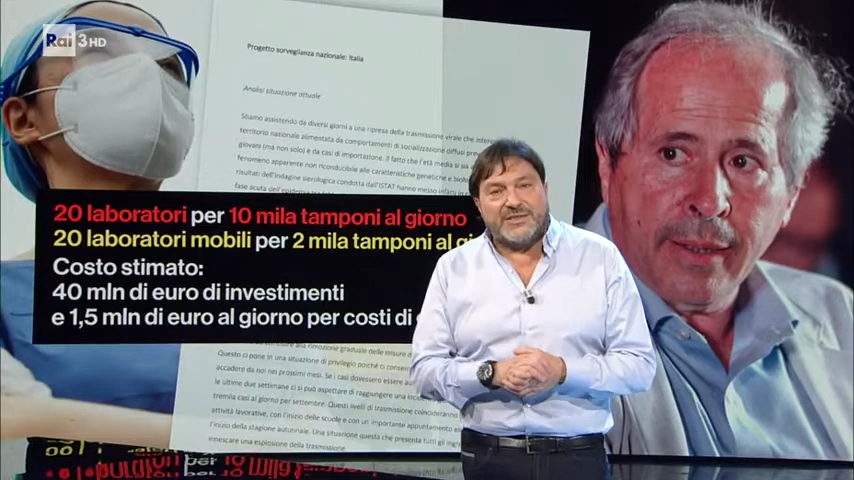 Rai 3HD
Progetto sorveglianza nazionale: Italia
Analisi situazione attuale
Stiamo assistendo da diversi giorni a una ripresa della trasmissione virale che
territorio nazionale alimentata da comportamenti di socializzazione diffusi
giovani (ma non solo) e da casi di importazione. il fatto che l'età media si
fenomeno apparente non riconducibile alle caratteristiche genetiche e
risultati dell'indagine sierologica condotta dall'ISTAT hanno messo infatti
fase acuta dell'epidemia
20 laboratori per 10 mila tamponi al giorno
20 laboratori mobili per 2 mila tamponi al
Costo stimato:
40 mln di euro di investimenti
e 1,5 mln di euro al giorno per costi di
alla rimozione graduale delle misure
Questo ci pone in una situazione di privilegio poiché ci
accadere da noi nei prossimi mesi. Se i casi dovessero
le ultime due settimane ci si può aspettare di raggiungere
tremila casi al giorno per settembre. Questi livelli di trasmissione coincideranno
attività lavorative, con l'inizio delle scuole e con un importante appuntamento
l'inizio della stagione autunnale. Una situazione questa che presenta tutti gli
innescare una espulsione della trasmissione